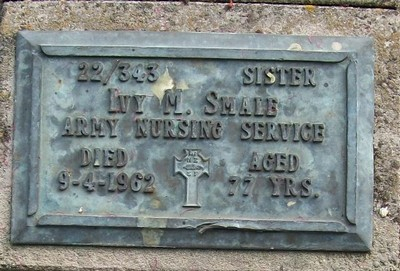 22/343 SISTER
IVY M. SMALE
ARMY NURSING SERVICE
DIED AGED
9-4-1962 77 YRS.